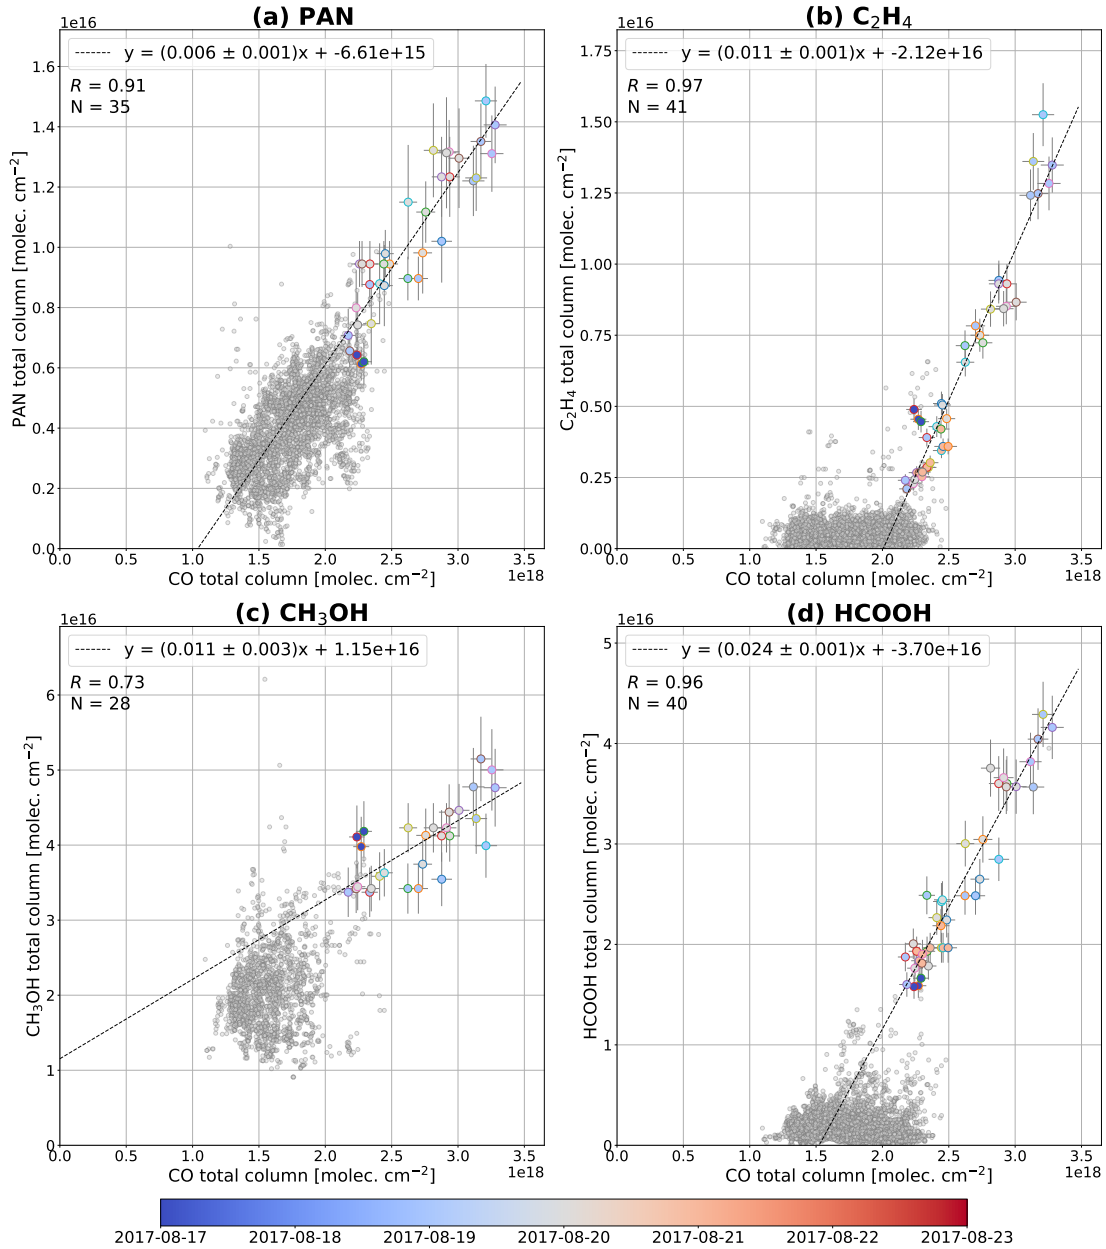 (a) PAN
1e16
y = (0.006 ± 0.001)x + -6.61e+15
R = 0.91
N = 35
PAN total column [molec. cm⁻²]
1.6
1.4
1.2
1.0
0.8
0.6
0.4
0.2
0.0
0.0 0.5 1.0 1.5 2.0 2.5 3.0 3.5
CO total column [molec. cm⁻²]
1e18
(b) C₂H₄
1e16
y = (0.011 ± 0.001)x + -2.12e+16
R = 0.97
N = 41
C₂H₄ total column [molec. cm⁻²]
1.75
1.50
1.25
1.00
0.75
0.50
0.25
0.00
0.0 0.5 1.0 1.5 2.0 2.5 3.0 3.5
CO total column [molec. cm⁻²]
1e18
(c) CH₃OH
1e16
y = (0.011 ± 0.003)x + 1.15e+16
R = 0.73
N = 28
CH₃OH total column [molec. cm⁻²]
6
5
4
3
2
1
0
0.0 0.5 1.0 1.5 2.0 2.5 3.0 3.5
CO total column [molec. cm⁻²]
1e18
(d) HCOOH
1e16
y = (0.024 ± 0.001)x + -3.70e+16
R = 0.96
N = 40
HCOOH total column [molec. cm⁻²]
5
4
3
2
1
0
0.0 0.5 1.0 1.5 2.0 2.5 3.0 3.5
CO total column [molec. cm⁻²]
1e18
2017-08-17 2017-08-18 2017-08-19 2017-08-20 2017-08-21 2017-08-22 2017-08-23